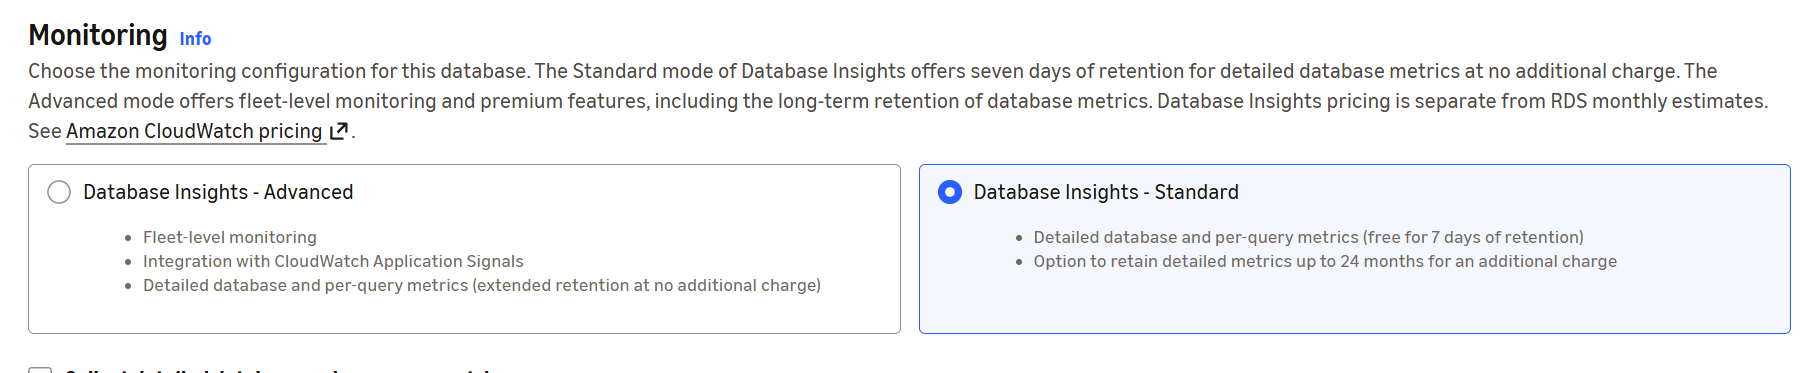 Monitoring Info
Choose the monitoring configuration for this database. The Standard mode of Database Insights offers seven days of retention for detailed database metrics at no additional charge. The
Advanced mode offers fleet-level monitoring and premium features, including the long-term retention of database metrics. Database Insights pricing is separate from RDS monthly estimates.
See Amazon CloudWatch pricing.
Database Insights - Advanced
• Fleet-level monitoring
• Integration with CloudWatch Application Signals
• Detailed database and per-query metrics (extended retention at no additional charge)
Database Insights - Standard
• Detailed database and per-query metrics (free for 7 days of retention)
• Option to retain detailed metrics up to 24 months for an additional charge